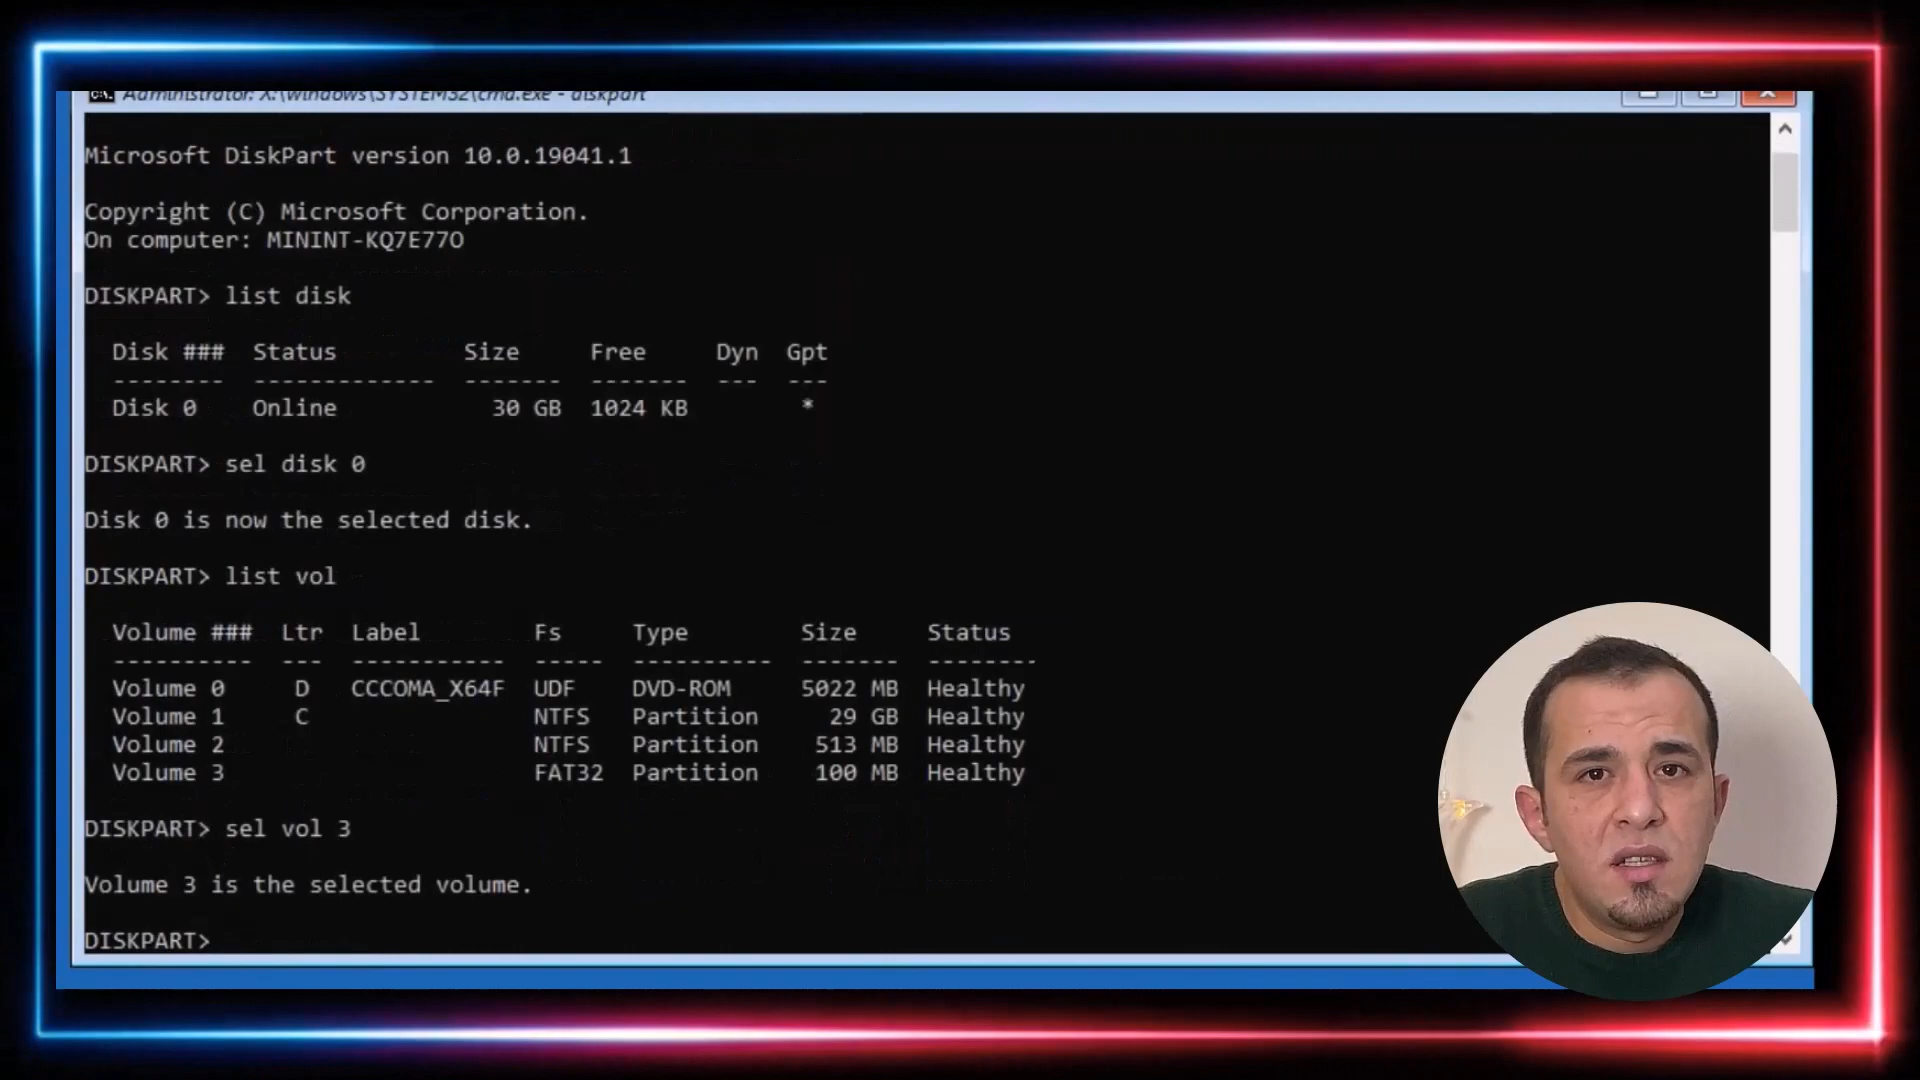 Administrator: X:\windows\SYSTEM32\cmd.exe - diskpart
Microsoft DiskPart version 10.0.19041.1
Copyright (C) Microsoft Corporation.
On computer: MININT-KQ7E77O
DISKPART> list disk
Disk ### Status Size Free Dyn Gpt
-------- ------------- ------- ------- --- ---
Disk 0 Online 30 GB 1024 KB *
DISKPART> sel disk 0
Disk 0 is now the selected disk.
DISKPART> list vol
Volume ### Ltr Label Fs Type Size Status
---------- --- ----------- ----- ---------- ------- --------
Volume 0 D CCCOMA_X64F UDF DVD-ROM 5022 MB Healthy
Volume 1 C NTFS Partition 29 GB Healthy
Volume 2 NTFS Partition 513 MB Healthy
Volume 3 FAT32 Partition 100 MB Healthy
DISKPART> sel vol 3
Volume 3 is the selected volume.
DISKPART>